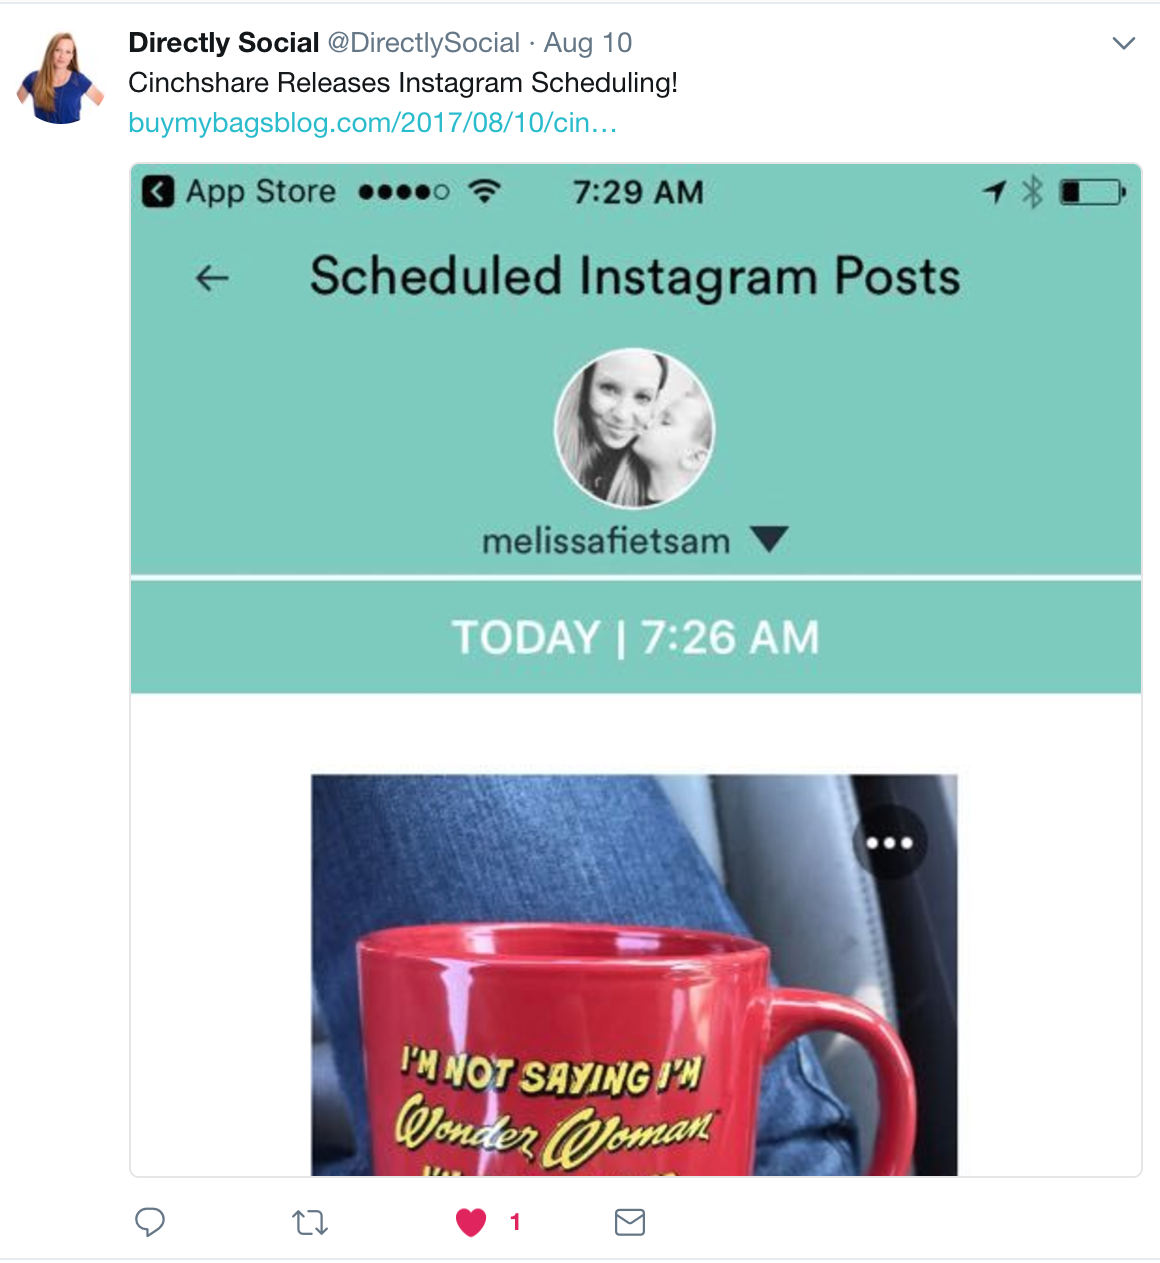 Directly Social @DirectlySocial · Aug 10
Cinchshare Releases Instagram Scheduling!
buymybagsblog.com/2017/08/10/cin…
App Store 7:29 AM
Scheduled Instagram Posts
melissafietsam
TODAY | 7:26 AM
I'M NOT SAYING I'M
Wonder Woman
1